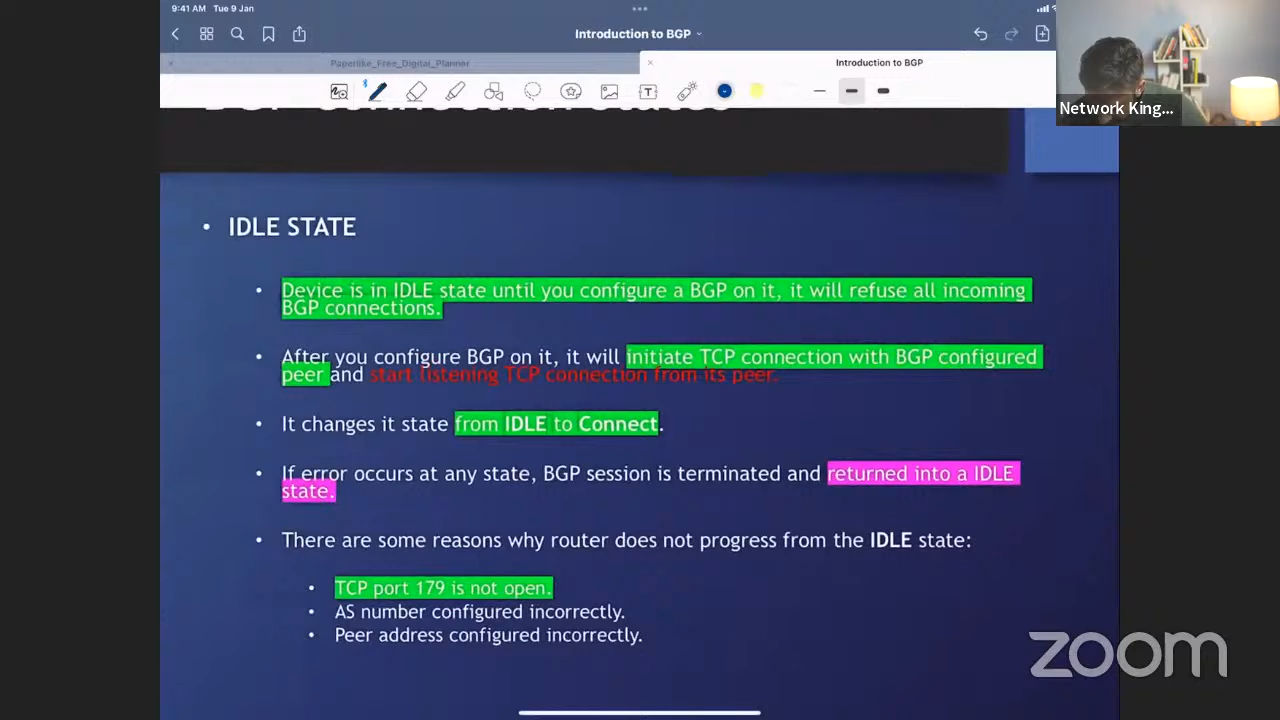 9:41 AM Tue 9 Jan
Introduction to BGP
Paperlike_Free_Digital_Planner
Introduction to BGP
Network King...
BGP Connection States
• IDLE STATE
• Device is in IDLE state until you configure a BGP on it, it will refuse all incoming
BGP connections.
• After you configure BGP on it, it will initiate TCP connection with BGP configured
peer and start listening TCP connection from its peer.
• It changes it state from IDLE to Connect.
• If error occurs at any state, BGP session is terminated and returned into a IDLE
state.
• There are some reasons why router does not progress from the IDLE state:
• TCP port 179 is not open.
• AS number configured incorrectly.
• Peer address configured incorrectly.
zoom